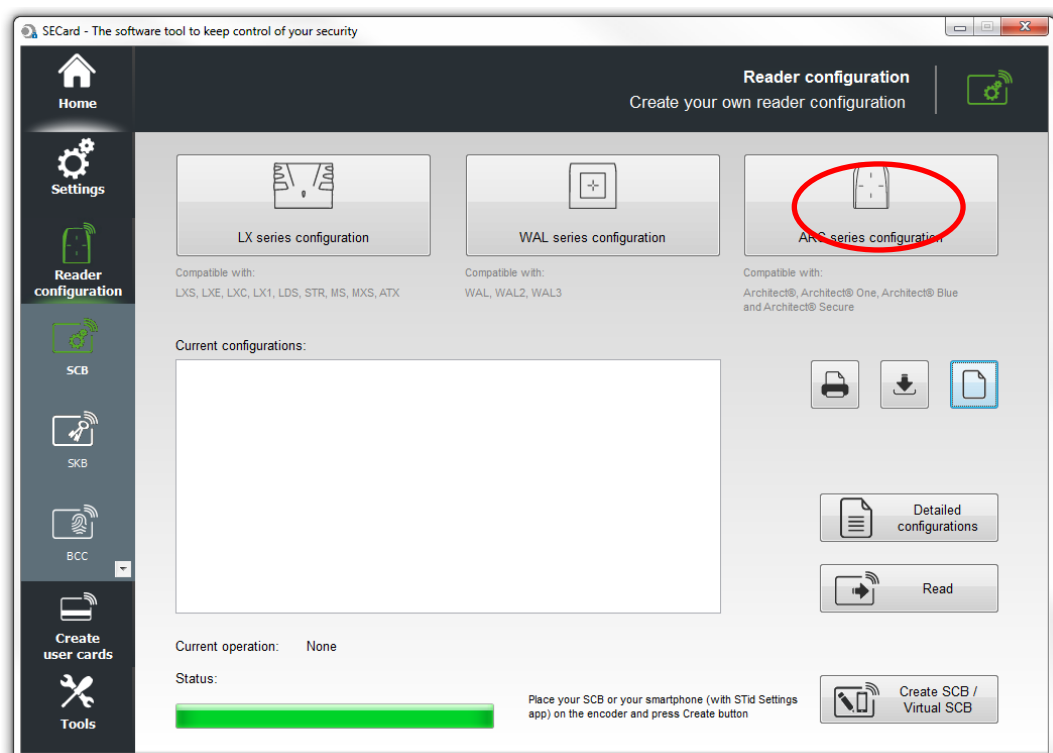 SECard - The software tool to keep control of your security
Home
Reader configuration
Create your own reader configuration
Settings
LX series configuration
WAL series configuration
ARC series configuration
Compatible with:
LXS, LXE, LXC, LX1, LDS, STR, MS, MXS, ATX
Compatible with:
WAL, WAL2, WAL3
Compatible with:
Architect®, Architect® One, Architect® Blue
and Architect® Secure
Reader
configuration
Current configurations:
SCB
SKB
BCC
Detailed
configurations
Read
Create
user cards
Current operation: None
Status:
Place your SCB or your smartphone (with STid Settings
app) on the encoder and press Create button
Create SCB /
Virtual SCB
Tools